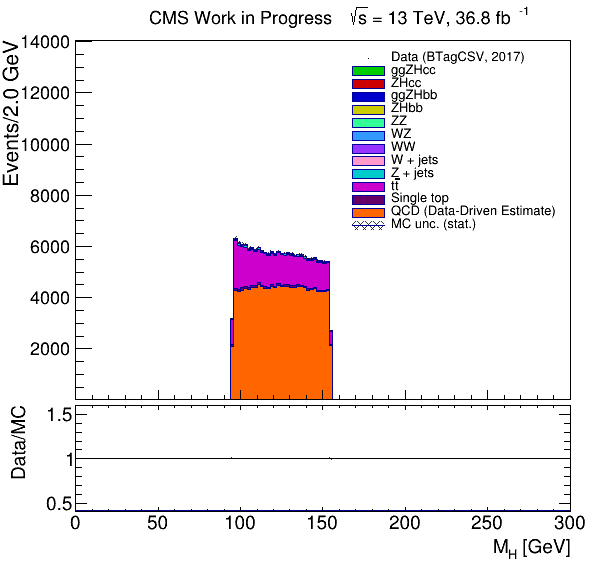 CMS Work in Progress √s = 13 TeV, 36.8 fb -1
Events/2.0 GeV
14000
12000
10000
8000
6000
4000
2000
Data (BTagCSV, 2017)
ggZHcc
ZHcc
ggZHbb
ZHbb
ZZ
WZ
WW
W + jets
Z + jets
tt̅
Single top
QCD (Data-Driven Estimate)
MC unc. (stat.)
Data/MC
1.5
1
0.5
0 50 100 150 200 250 300
M_H [GeV]